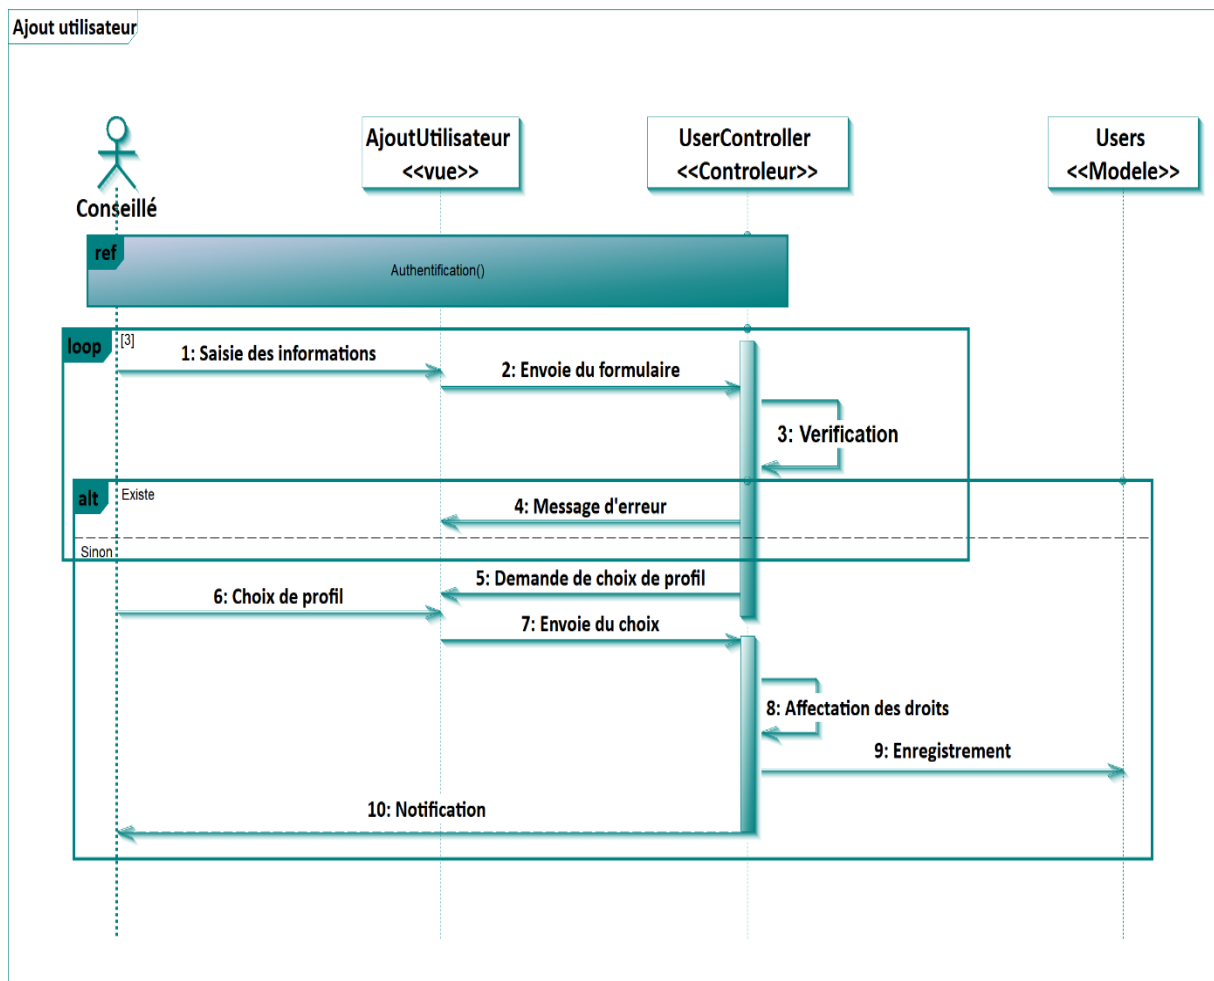 Ajout utilisateur
AjoutUtilisateur
<<vue>>
UserController
<<Controleur>>
Users
<<Modele>>
Conseillé
ref
Authentification()
loop
[3]
1: Saisie des informations
2: Envoie du formulaire
3: Verification
alt
Existe
4: Message d'erreur
Sinon
5: Demande de choix de profil
6: Choix de profil
7: Envoie du choix
8: Affectation des droits
9: Enregistrement
10: Notification